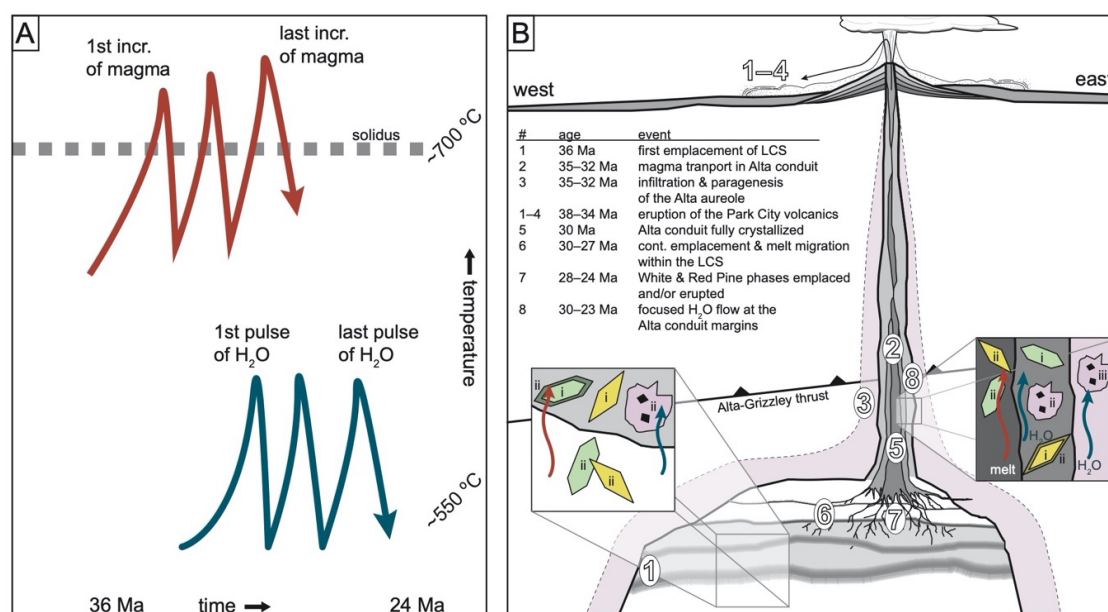 A
1st incr.
of magma
last incr.
of magma
solidus
~700 ºC
temperature
1st pulse
of H2O
last pulse
of H2O
~550 ºC
36 Ma
time
24 Ma
B
1–4
west
east
# age event
1 36 Ma first emplacement of LCS
2 35–32 Ma magma tranport in Alta conduit
3 35–32 Ma infiltration & paragenesis
of the Alta aureole
1–4 38–34 Ma eruption of the Park City volcanics
5 30 Ma Alta conduit fully crystallized
6 30–27 Ma cont. emplacement & melt migration
within the LCS
7 28–24 Ma White & Red Pine phases emplaced
and/or erupted
8 30–23 Ma focused H2O flow at the
Alta conduit margins
2
8
3
Alta-Grizzley thrust
5
6
7
1
ii
i
i
ii
ii
ii
ii
i
iii
ii
ii
H2O
i
ii
melt
H2O